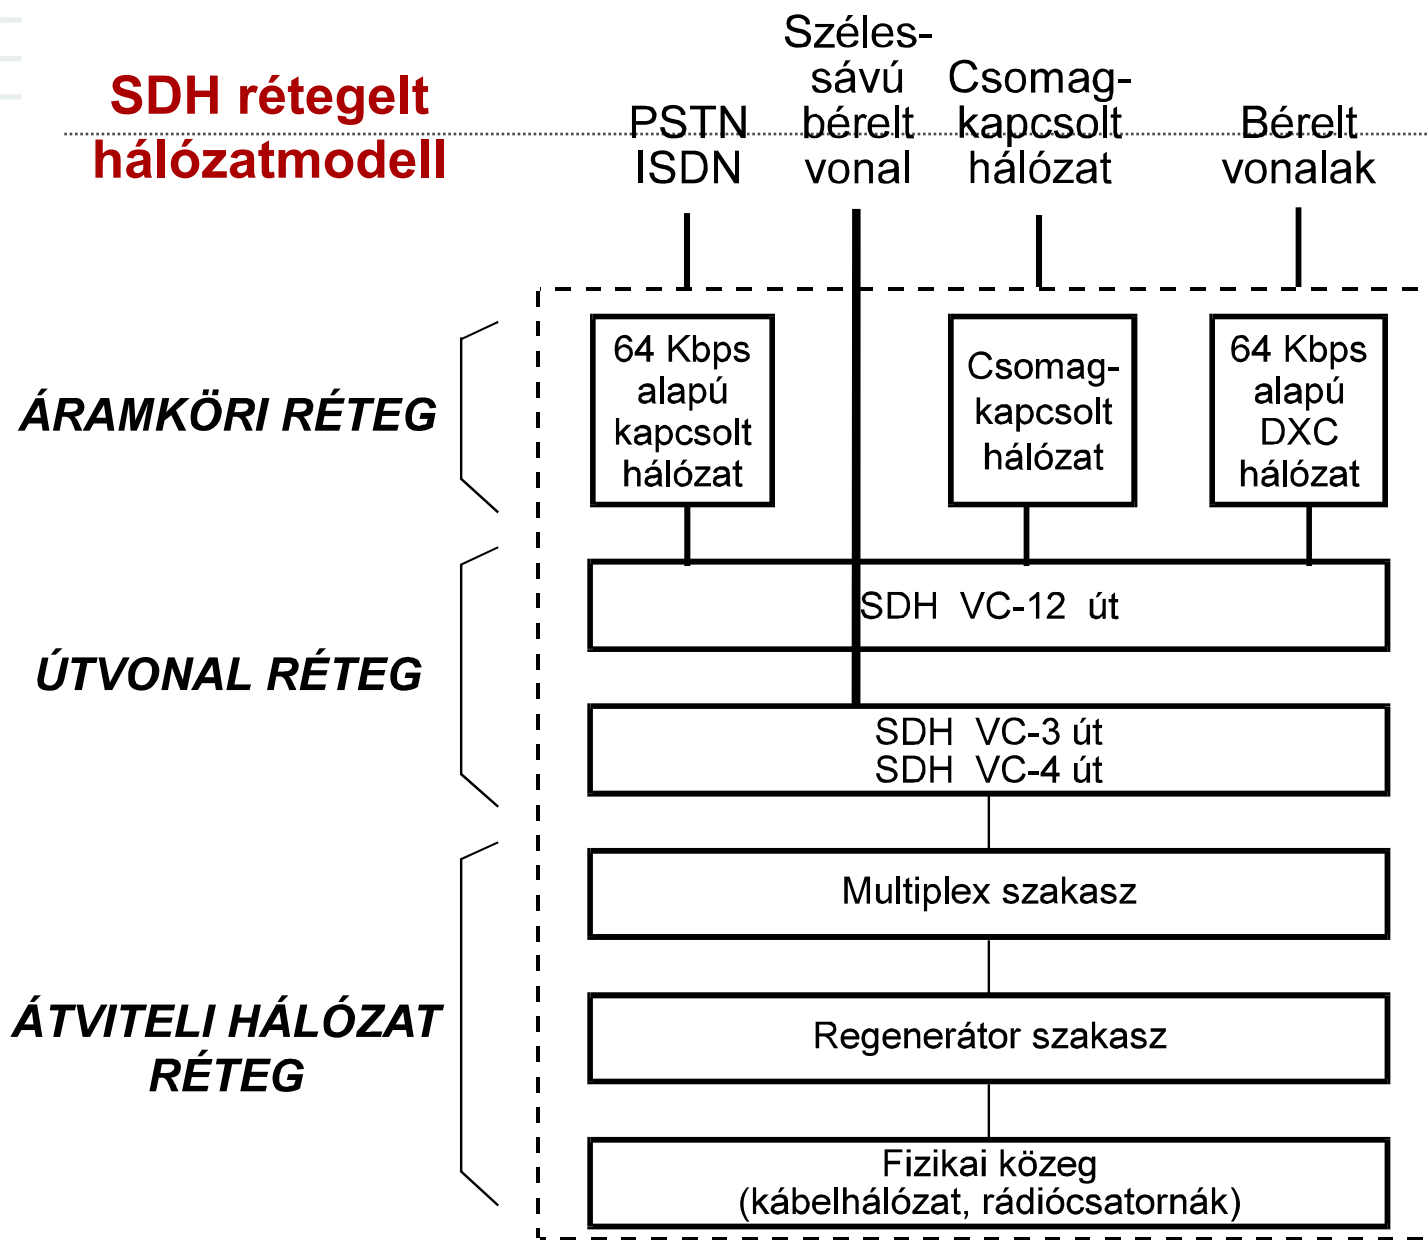 SDH rétegelt
hálózatmodell
PSTN
ISDN
Széles-
sávú
bérelt
vonal
Csomag-
kapcsolt
hálózat
Bérelt
vonalak
ÁRAMKÖRI RÉTEG
64 Kbps
alapú
kapcsolt
hálózat
Csomag-
kapcsolt
hálózat
64 Kbps
alapú
DXC
hálózat
ÚTVONAL RÉTEG
SDH VC-12 út
SDH VC-3 út
SDH VC-4 út
ÁTVITELI HÁLÓZAT
RÉTEG
Multiplex szakasz
Regenerátor szakasz
Fizikai közeg
(kábelhálózat, rádiócsatornák)